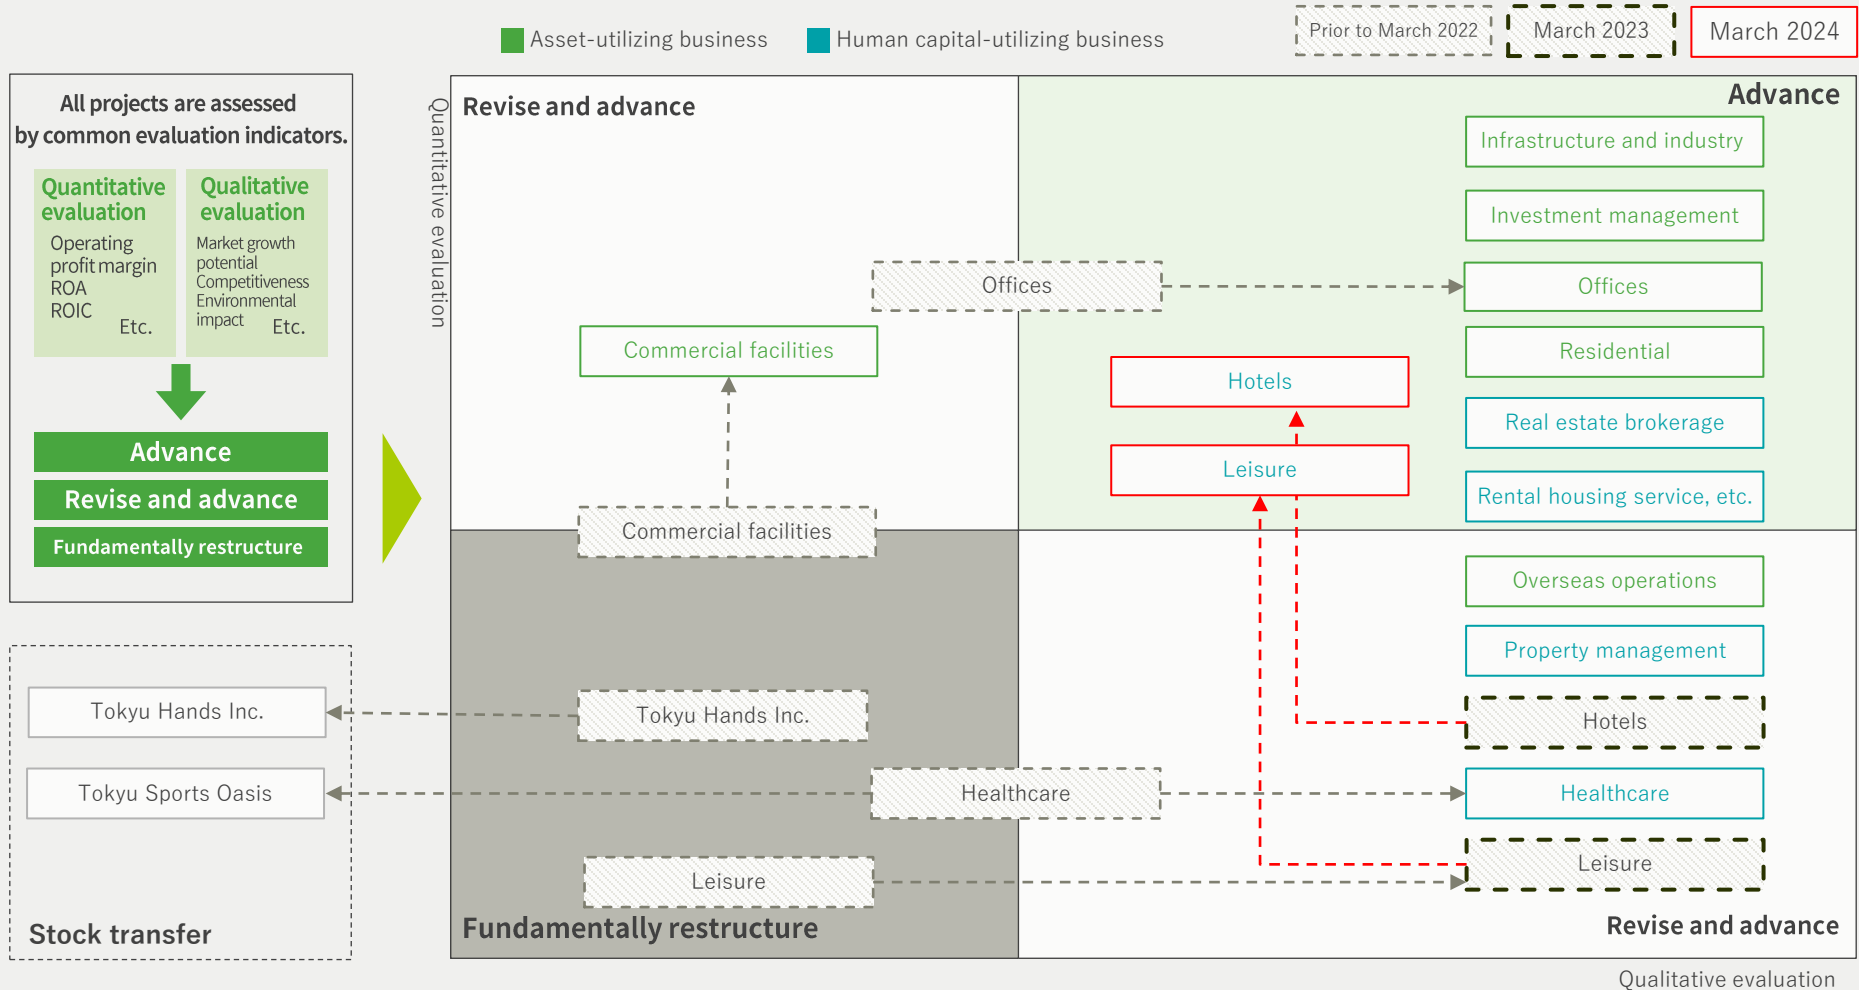 Asset-utilizing business
Human capital-utilizing business
Prior to March 2022
March 2023
March 2024
All projects are assessed
by common evaluation indicators.
Quantitative
evaluation
Operating
profit margin
ROA
ROIC
Etc.
Qualitative
evaluation
Market growth
potential
Competitiveness
Environmental
impact
Etc.
Advance
Revise and advance
Fundamentally restructure
Quantitative evaluation
Revise and advance
Advance
Infrastructure and industry
Investment management
Offices
Offices
Commercial facilities
Residential
Hotels
Real estate brokerage
Leisure
Rental housing service, etc.
Commercial facilities
Overseas operations
Property management
Tokyu Hands Inc.
Tokyu Hands Inc.
Hotels
Tokyu Sports Oasis
Healthcare
Healthcare
Leisure
Leisure
Stock transfer
Fundamentally restructure
Revise and advance
Qualitative evaluation